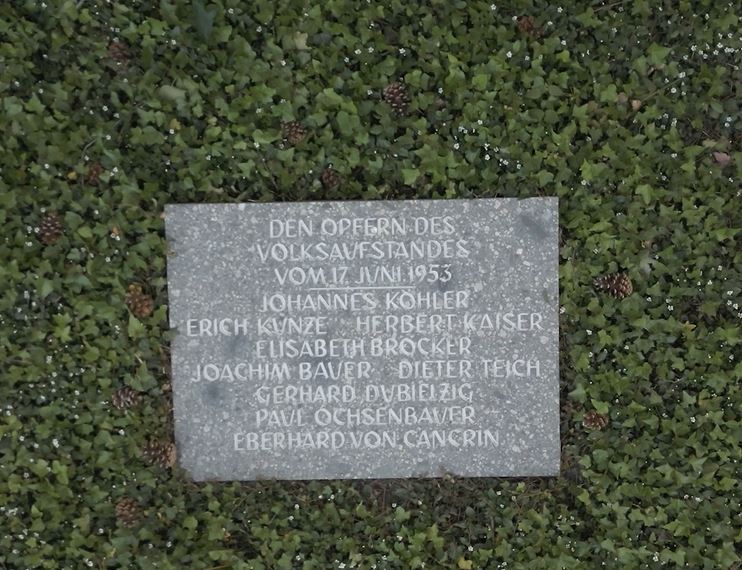 DEN OPFERN DES
VOLKSAUFSTANDES
VOM 17. JUNI 1953
JOHANNES KÖHLER
ERICH KUNZE HERBERT KAISER
ELISABETH BRÖCKER
JOACHIM BAUER DIETER TEICH
GERHARD DUBIELZIG
PAUL OCHSENBAUER
EBERHARD VON CANCRIN